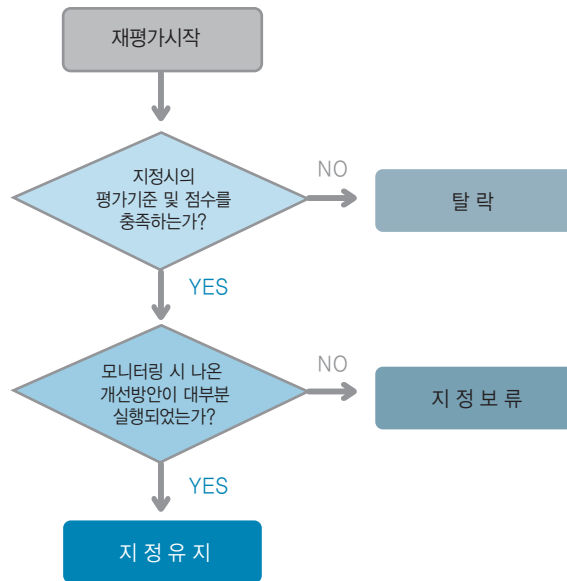 재평가시작
지정시의
평가기준 및 점수를
충족하는가?
NO
탈 락
YES
모니터링 시 나온
개선방안이 대부분
실행되었는가?
NO
지 정 보 류
YES
지 정 유 지